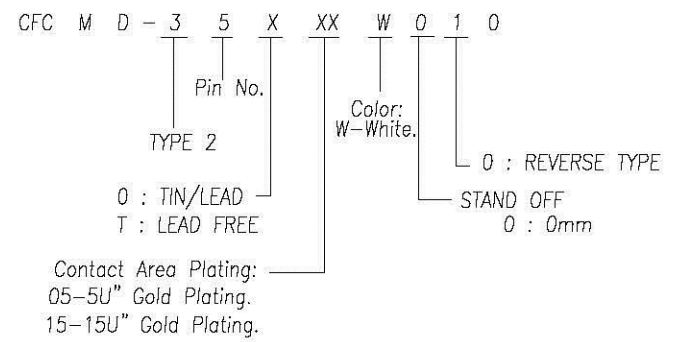 CFC M D - 3 5 X XX W 0 1 0
Pin No.
Color:
W-White.
TYPE 2
0 : REVERSE TYPE
0 : TIN/LEAD
T : LEAD FREE
STAND OFF
0 : 0mm
Contact Area Plating:
05-5U" Gold Plating.
15-15U" Gold Plating.